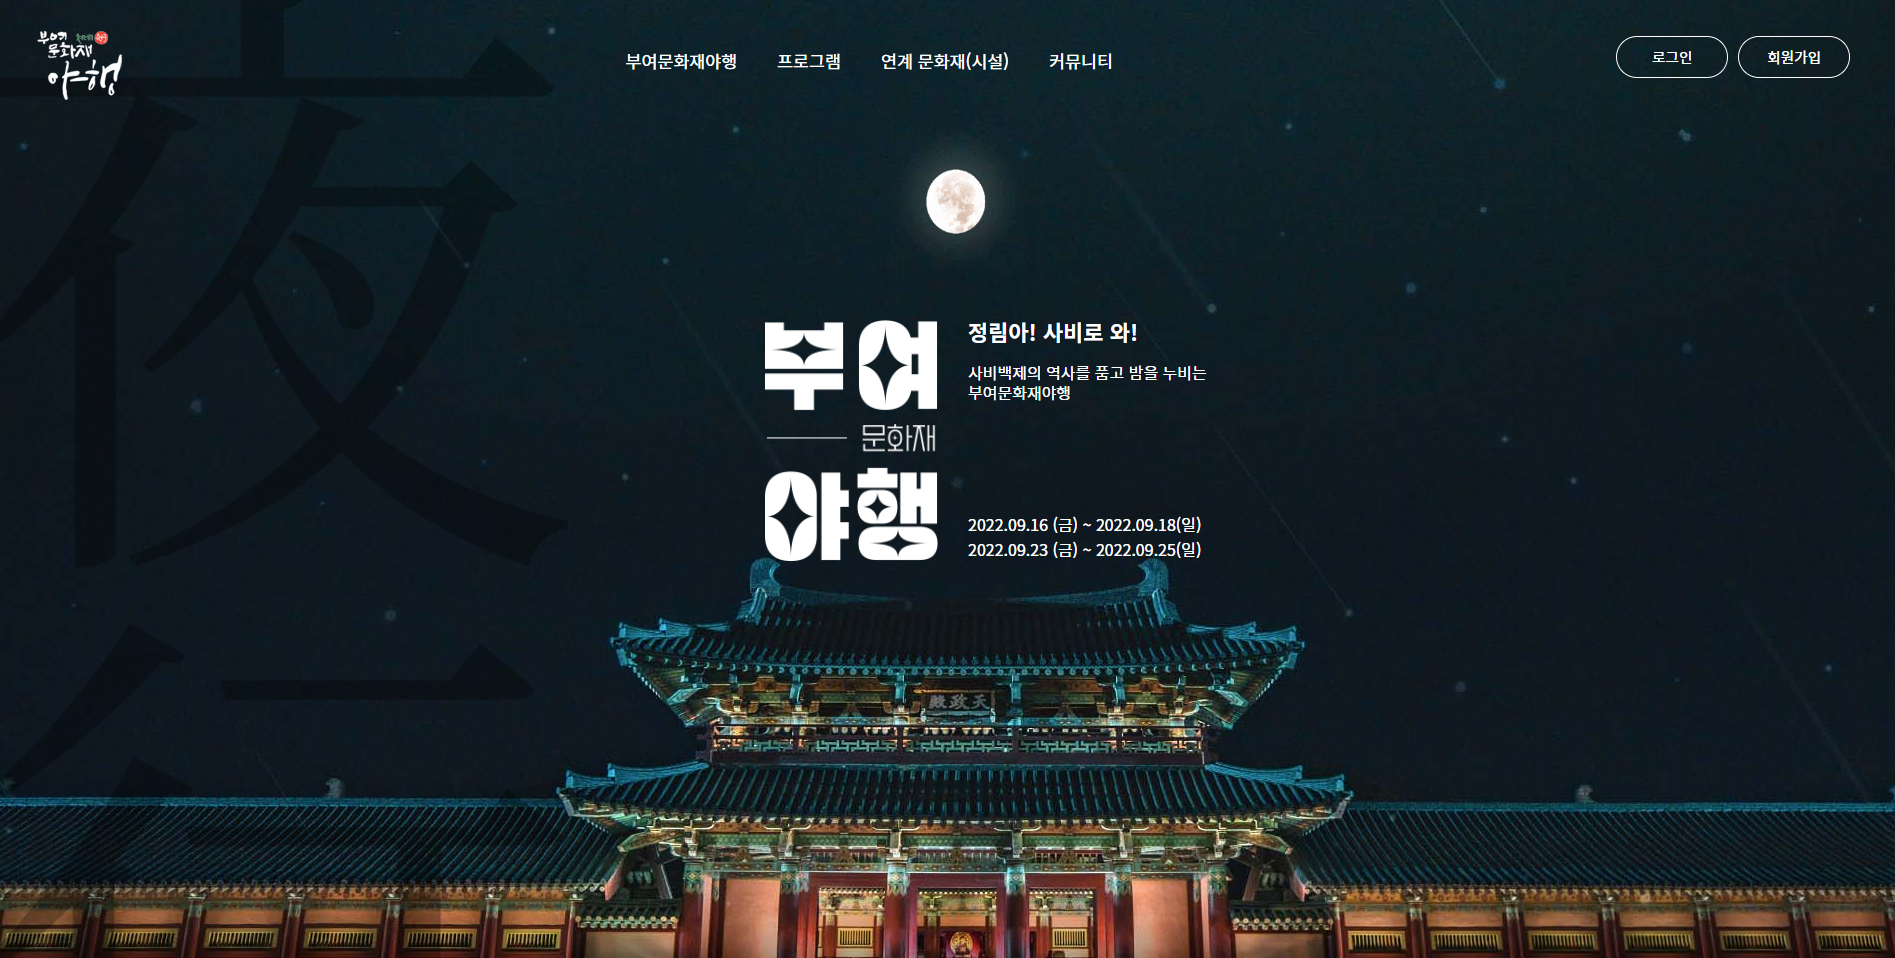 부여
문화재
야행
부여문화재야행
프로그램
연계 문화재(시설)
커뮤니티
로그인
회원가입
부여
문화재
야행
정림아! 사비로 와!
사비백제의 역사를 품고 밤을 누비는
부여문화재야행
2022.09.16 (금) ~ 2022.09.18(일)
2022.09.23 (금) ~ 2022.09.25(일)
夜
殿政天